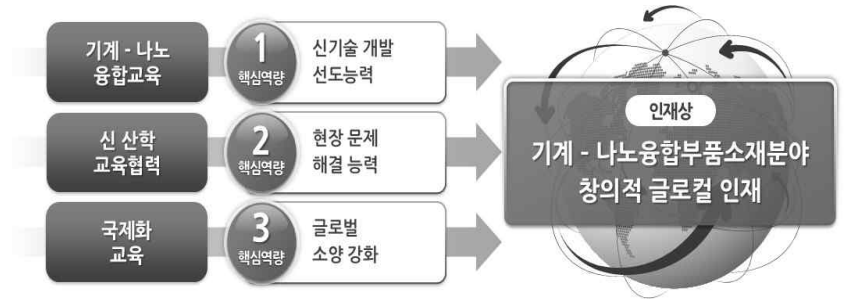 기계 - 나노
융합교육
1
핵심역량
신기술 개발
선도능력
신 산학
교육협력
2
핵심역량
현장 문제
해결 능력
국제화
교육
3
핵심역량
글로벌
소양 강화
인재상
기계 - 나노융합부품소재분야
창의적 글로컬 인재